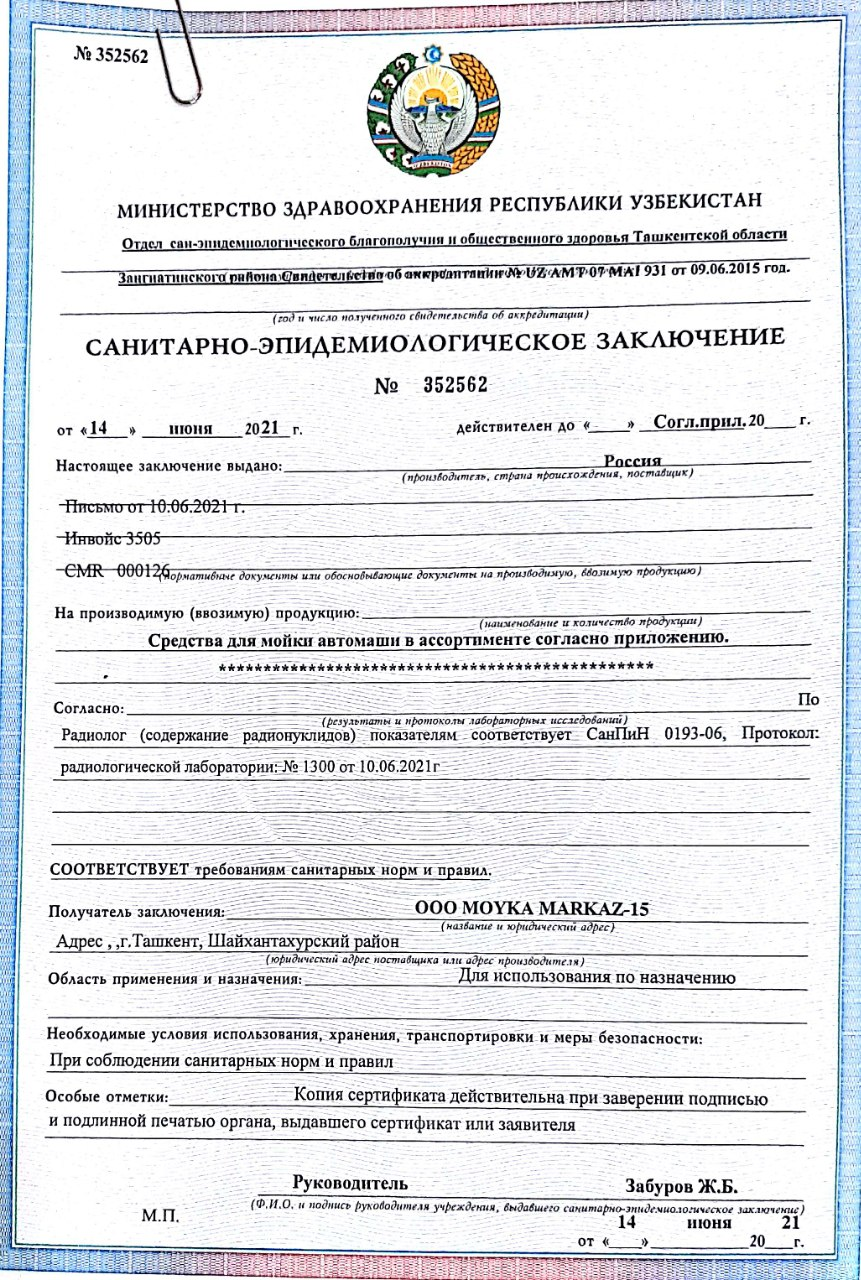 № 352562
МИНИСТЕРСТВО ЗДРАВООХРАНЕНИЯ РЕСПУБЛИКИ УЗБЕКИСТАН
Отдел сан-эпидемиологического благополучия и общественного здоровья Ташкентской области
Зангиатинского района Свидетельство об аккредитации № UZ AMT 07 MAI 931 от 09.06.2015 год.
(год и число полученного свидетельства об аккредитации)
САНИТАРНО-ЭПИДЕМИОЛОГИЧЕСКОЕ ЗАКЛЮЧЕНИЕ
№ 352562
от «14» июня 2021 г. действителен до «___» Согл.прил. 20___ г.
Настоящее заключение выдано: Россия
(производитель, страна происхождения, поставщик)
Письмо от 10.06.2021 г.
Инвойс 3505
CMR 000126
(нормативные документы или обосновывающие документы на производимую, ввозимую продукцию)
На производимую (ввозимую) продукцию:
(наименование и количество продукции)
Средства для мойки автомаши в ассортименте согласно приложению.
************************************************
Согласно: По
(результаты и протоколы лабораторных исследований)
Радиолог (содержание радионуклидов) показателям соответствует СанПиН 0193-06, Протокол:
радиологической лаборатории: № 1300 от 10.06.2021г
СООТВЕТСТВУЕТ требованиям санитарных норм и правил.
Получатель заключения: ООО MOYKA MARKAZ-15
(название и юридический адрес)
Адрес , ,г.Ташкент, Шайхантахурский район
(юридический адрес поставщика или адрес производителя)
Область применения и назначения: Для использования по назначению
Необходимые условия использования, хранения, транспортировки и меры безопасности:
При соблюдении санитарных норм и правил
Особые отметки: Копия сертификата действительна при заверении подписью
и подлинной печатью органа, выдавшего сертификат или заявителя
Руководитель Забуров Ж.Б.
(Ф.И.О. и подпись руководителя учреждения, выдавшего санитарно-эпидемиологическое заключение)
М.П.
14 июня 21
от «___» ________ 20___г.